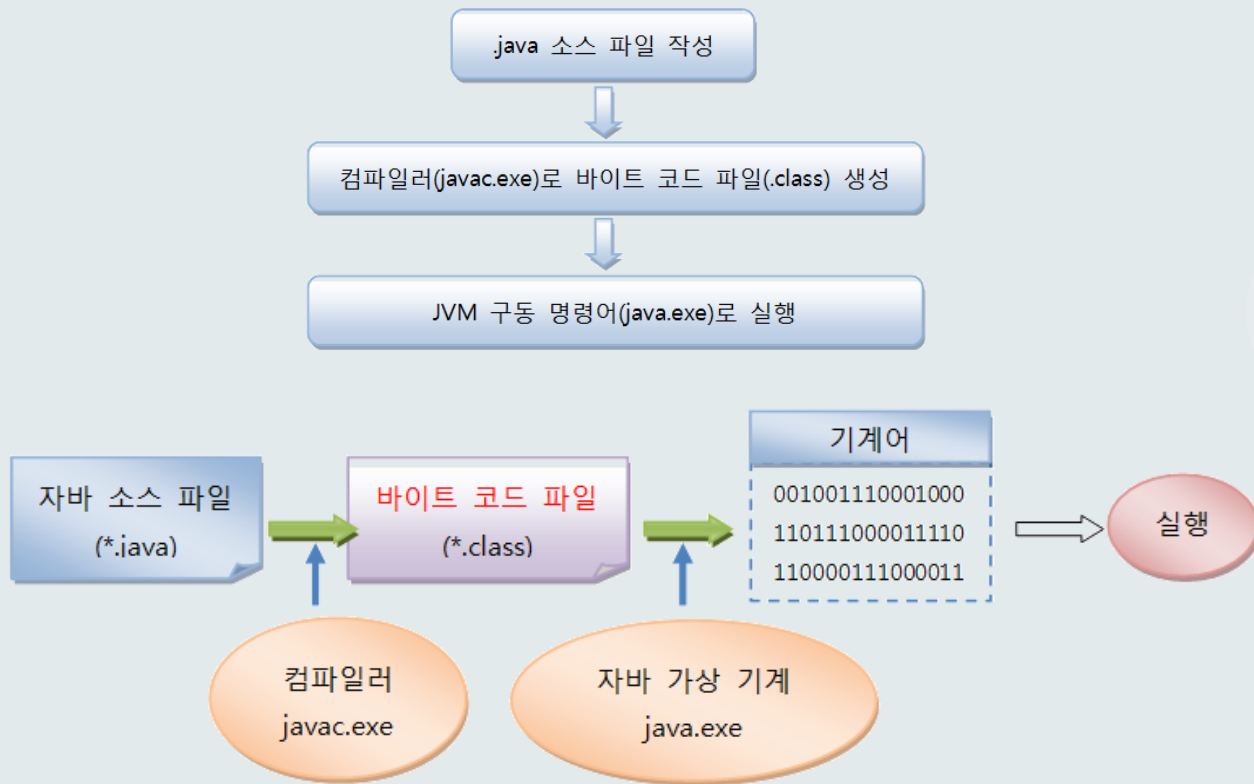 .java 소스 파일 작성
컴파일러(javac.exe)로 바이트 코드 파일(.class) 생성
JVM 구동 명령어(java.exe)로 실행
자바 소스 파일
(*.java)
바이트 코드 파일
(*.class)
기계어
001001110001000
110111000011110
110000111000011
실행
컴파일러
javac.exe
자바 가상 기계
java.exe